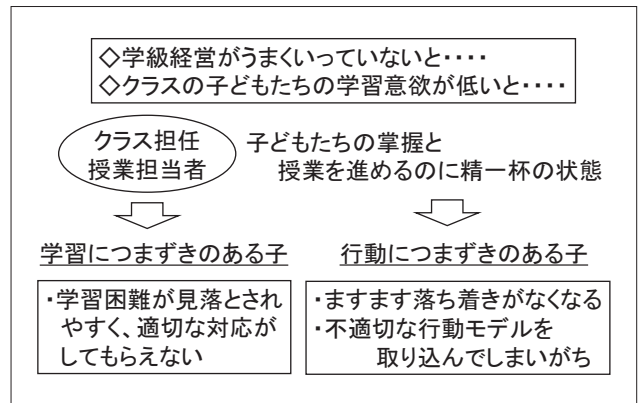 ◇学級経営がうまくいっていないと････
◇クラスの子どもたちの学習意欲が低いと････
クラス担任
授業担当者
子どもたちの掌握と
授業を進めるのに精一杯の状態
学習につまずきのある子
・学習困難が見落とされ
やすく、適切な対応が
してもらえない
行動につまずきのある子
・ますます落ち着きがなくなる
・不適切な行動モデルを
取り込んでしまいがち